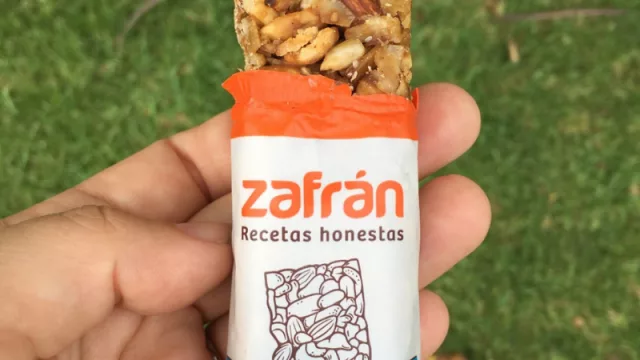 zafrán
Recetas honestas